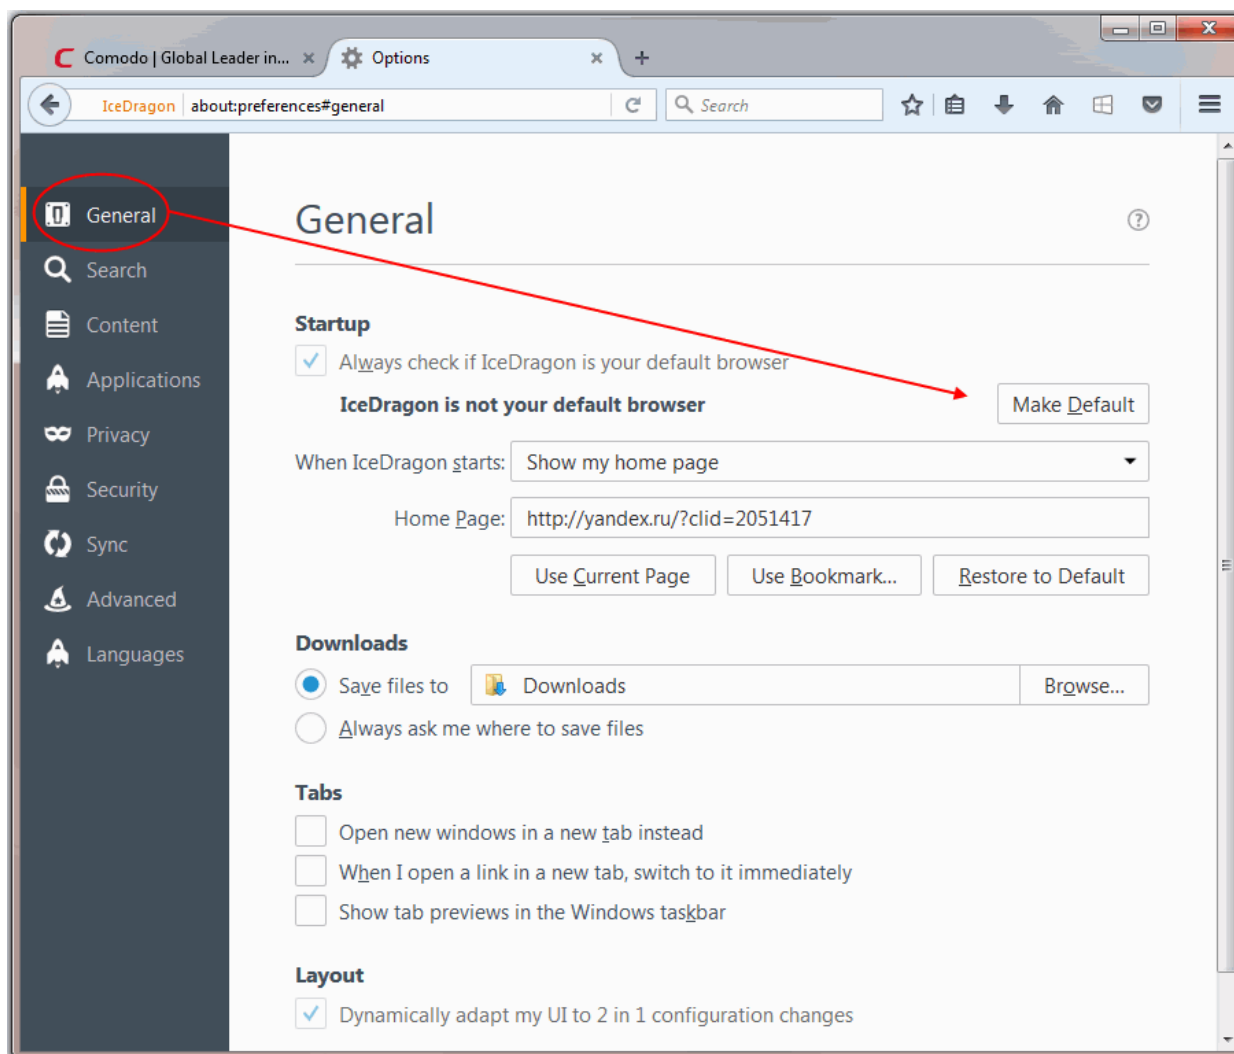 Comodo | Global Leader in...
Options
IceDragon about:preferences#general
Search
General
Search
Content
Applications
Privacy
Security
Sync
Advanced
Languages
General
Startup
Always check if IceDragon is your default browser
IceDragon is not your default browser
Make Default
When IceDragon starts: Show my home page
Home Page: http://yandex.ru/?clid=2051417
Use Current Page Use Bookmark... Restore to Default
Downloads
Save files to Downloads Browse...
Always ask me where to save files
Tabs
Open new windows in a new tab instead
When I open a link in a new tab, switch to it immediately
Show tab previews in the Windows taskbar
Layout
Dynamically adapt my UI to 2 in 1 configuration changes